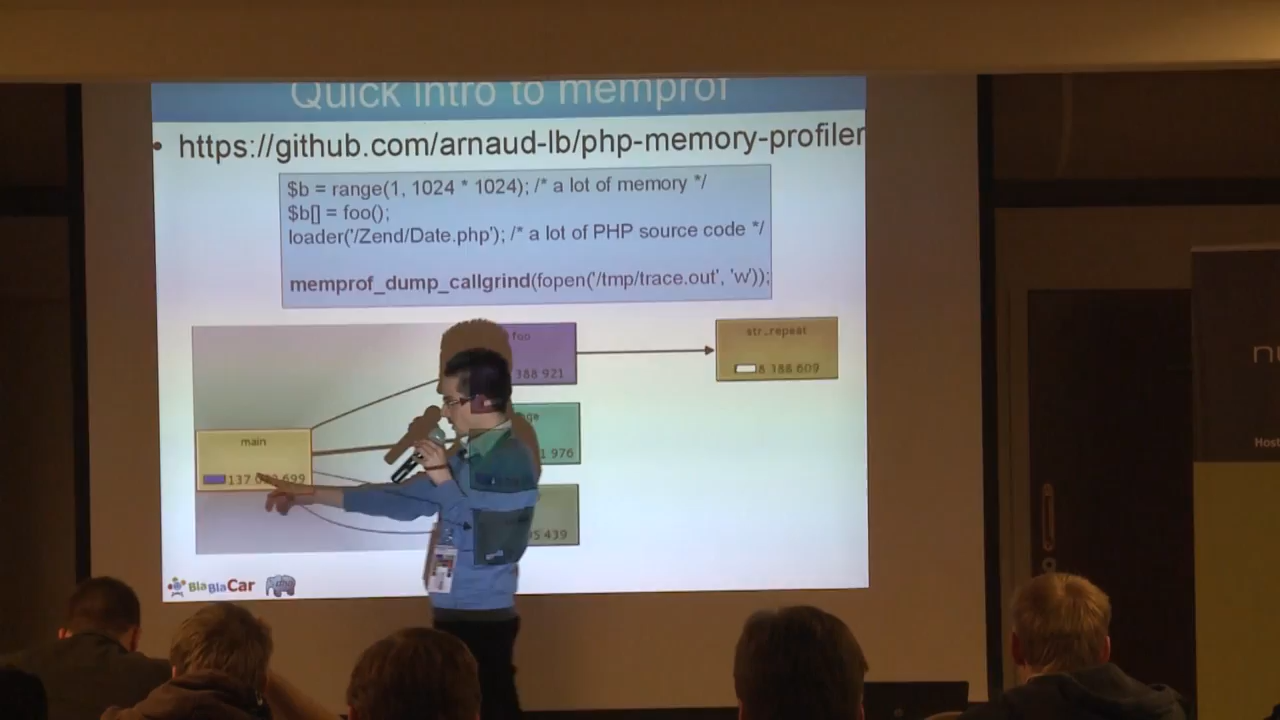 Quick intro to memprof
• https://github.com/arnaud-lb/php-memory-profiler
$b = range(1, 1024 * 1024); /* a lot of memory */
$b[] = foo();
loader('/Zend/Date.php'); /* a lot of PHP source code */
memprof_dump_callgrind(fopen('/tmp/trace.out', 'w'));
foo
388 921
str_repeat
8 388 609
main
137 699
1 976
439
BlaBlaCar
Host